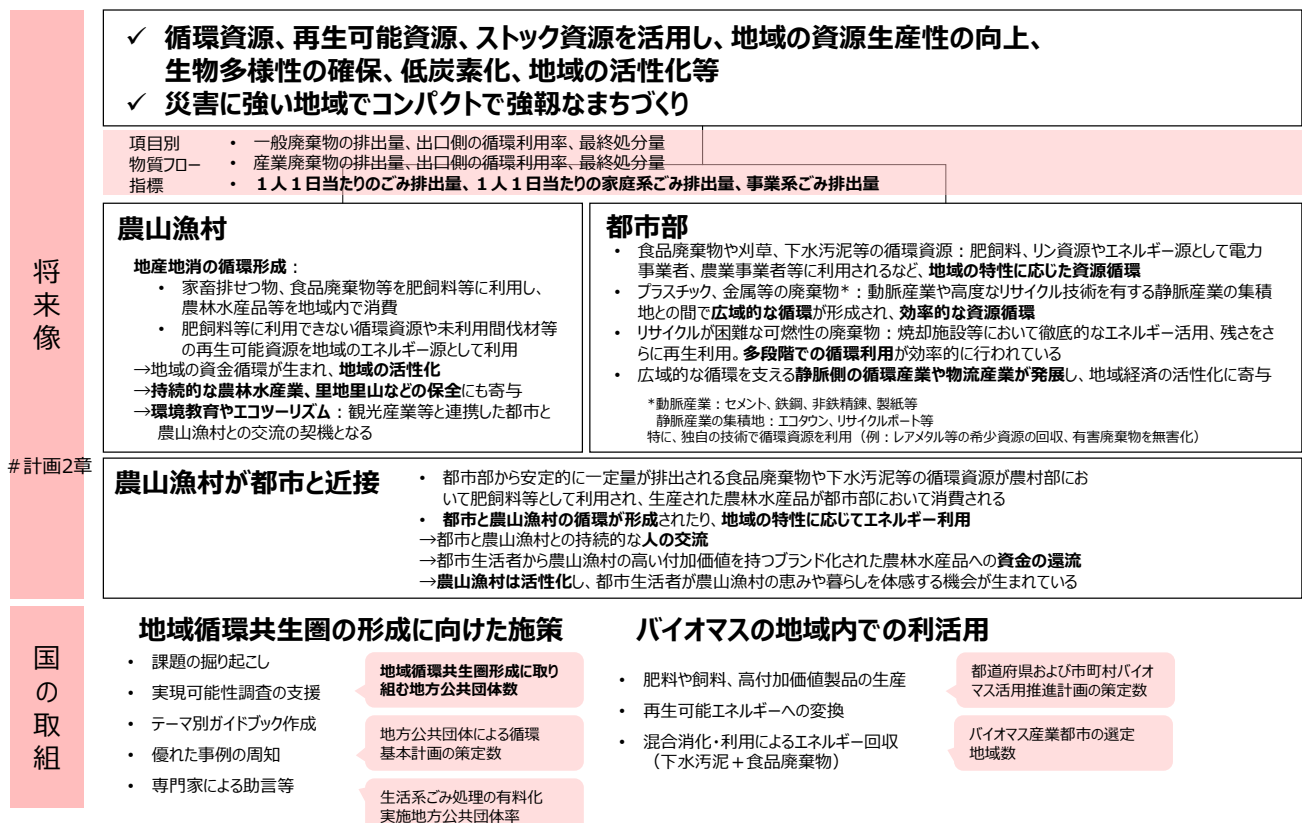 ✓ 循環資源、再生可能資源、ストック資源を活用し、地域の資源生産性の向上、
生物多様性の確保、低炭素化、地域の活性化等
✓ 災害に強い地域でコンパクトで強靱なまちづくり
項目別
物質フロー
指標
• 一般廃棄物の排出量、出口側の循環利用率、最終処分量
• 産業廃棄物の排出量、出口側の循環利用率、最終処分量
• １人１日当たりのごみ排出量、１人１日当たりの家庭系ごみ排出量、事業系ごみ排出量
将来像
#計画2章
農山漁村
地産地消の循環形成：
• 家畜排せつ物、食品廃棄物等を肥飼料等に利用し、
農林水産品等を地域内で消費
• 肥飼料等に利用できない循環資源や未利用間伐材等
の再生可能資源を地域のエネルギー源として利用
→地域の資金循環が生まれ、地域の活性化
→持続的な農林水産業、里地里山などの保全にも寄与
→環境教育やエコツーリズム：観光産業等と連携した都市と
農山漁村との交流の契機となる
都市部
• 食品廃棄物や刈草、下水汚泥等の循環資源：肥飼料、リン資源やエネルギー源として電力
事業者、農業事業者等に利用されるなど、地域の特性に応じた資源循環
• プラスチック、金属等の廃棄物*：動脈産業や高度なリサイクル技術を有する静脈産業の集積
地との間で広域的な循環が形成され、効率的な資源循環
• リサイクルが困難な可燃性の廃棄物：焼却施設等において徹底的なエネルギー活用、残さをさ
らに再生利用。多段階での循環利用が効率的に行われている
• 広域的な循環を支える静脈側の循環産業や物流産業が発展し、地域経済の活性化に寄与
*動脈産業：セメント、鉄鋼、非鉄精錬、製紙等
静脈産業の集積地：エコタウン、リサイクルポート等
特に、独自の技術で循環資源を利用（例：レアメタル等の希少資源の回収、有害廃棄物を無害化）
農山漁村が都市と近接
• 都市部から安定的に一定量が排出される食品廃棄物や下水汚泥等の循環資源が農村部にお
いて肥飼料等として利用され、生産された農林水産品が都市部において消費される
• 都市と農山漁村の循環が形成されたり、地域の特性に応じてエネルギー利用
→都市と農山漁村との持続的な人の交流
→都市生活者から農山漁村の高い付加価値を持つブランド化された農林水産品への資金の還流
→農山漁村は活性化し、都市生活者が農山漁村の恵みや暮らしを体感する機会が生まれている
国の取組
地域循環共生圏の形成に向けた施策
• 課題の掘り起こし
• 実現可能性調査の支援
• テーマ別ガイドブック作成
• 優れた事例の周知
• 専門家による助言等
地域循環共生圏形成に取り
組む地方公共団体数
地方公共団体による循環
基本計画の策定数
生活系ごみ処理の有料化
実施地方公共団体率
バイオマスの地域内での利活用
• 肥料や飼料、高付加価値製品の生産
• 再生可能エネルギーへの変換
• 混合消化・利用によるエネルギー回収
（下水汚泥＋食品廃棄物）
都道府県および市町村バイオ
マス活用推進計画の策定数
バイオマス産業都市の選定
地域数